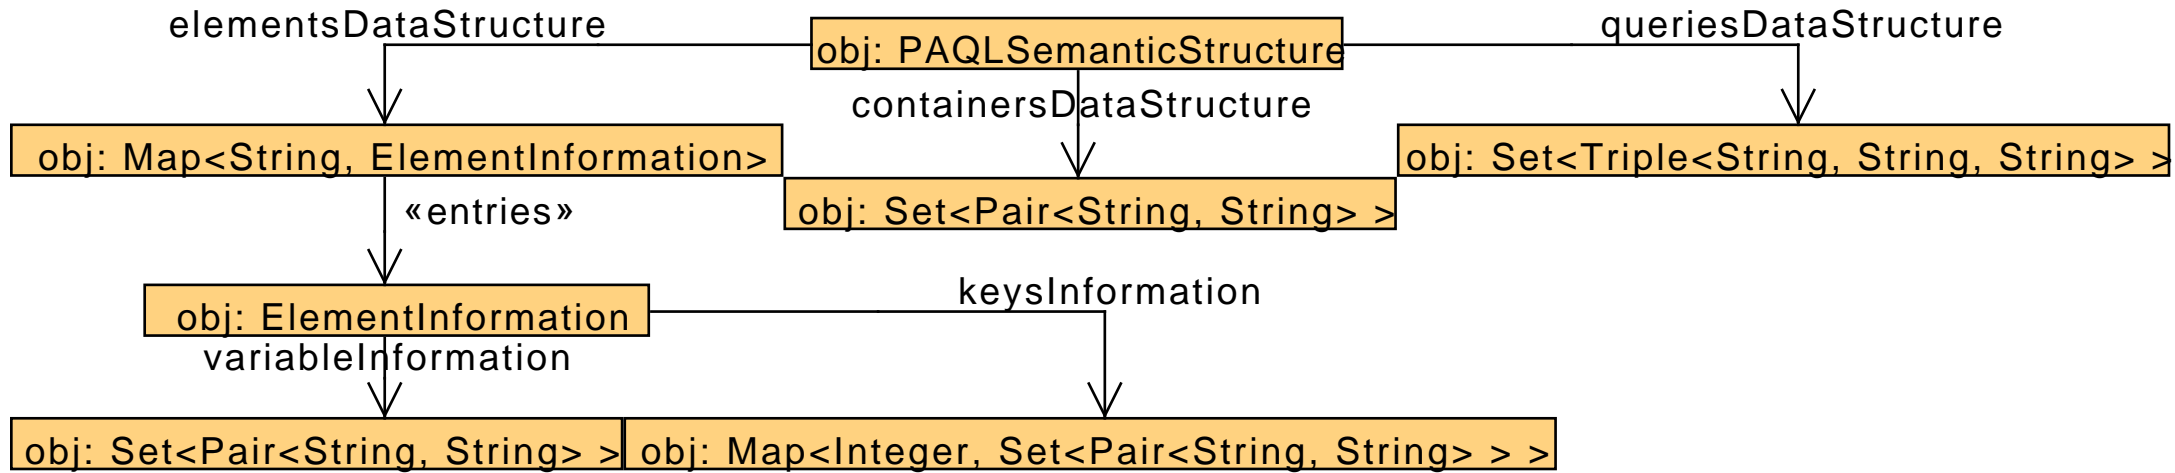 elementsDataStructure
obj: PAQLSemanticStructure
queriesDataStructure
containersDataStructure
obj: Map<String, ElementInformation>
obj: Set<Triple<String, String, String> >
«entries»
obj: Set<Pair<String, String> >
obj: ElementInformation
keysInformation
variableInformation
obj: Set<Pair<String, String> >
obj: Map<Integer, Set<Pair<String, String> > >